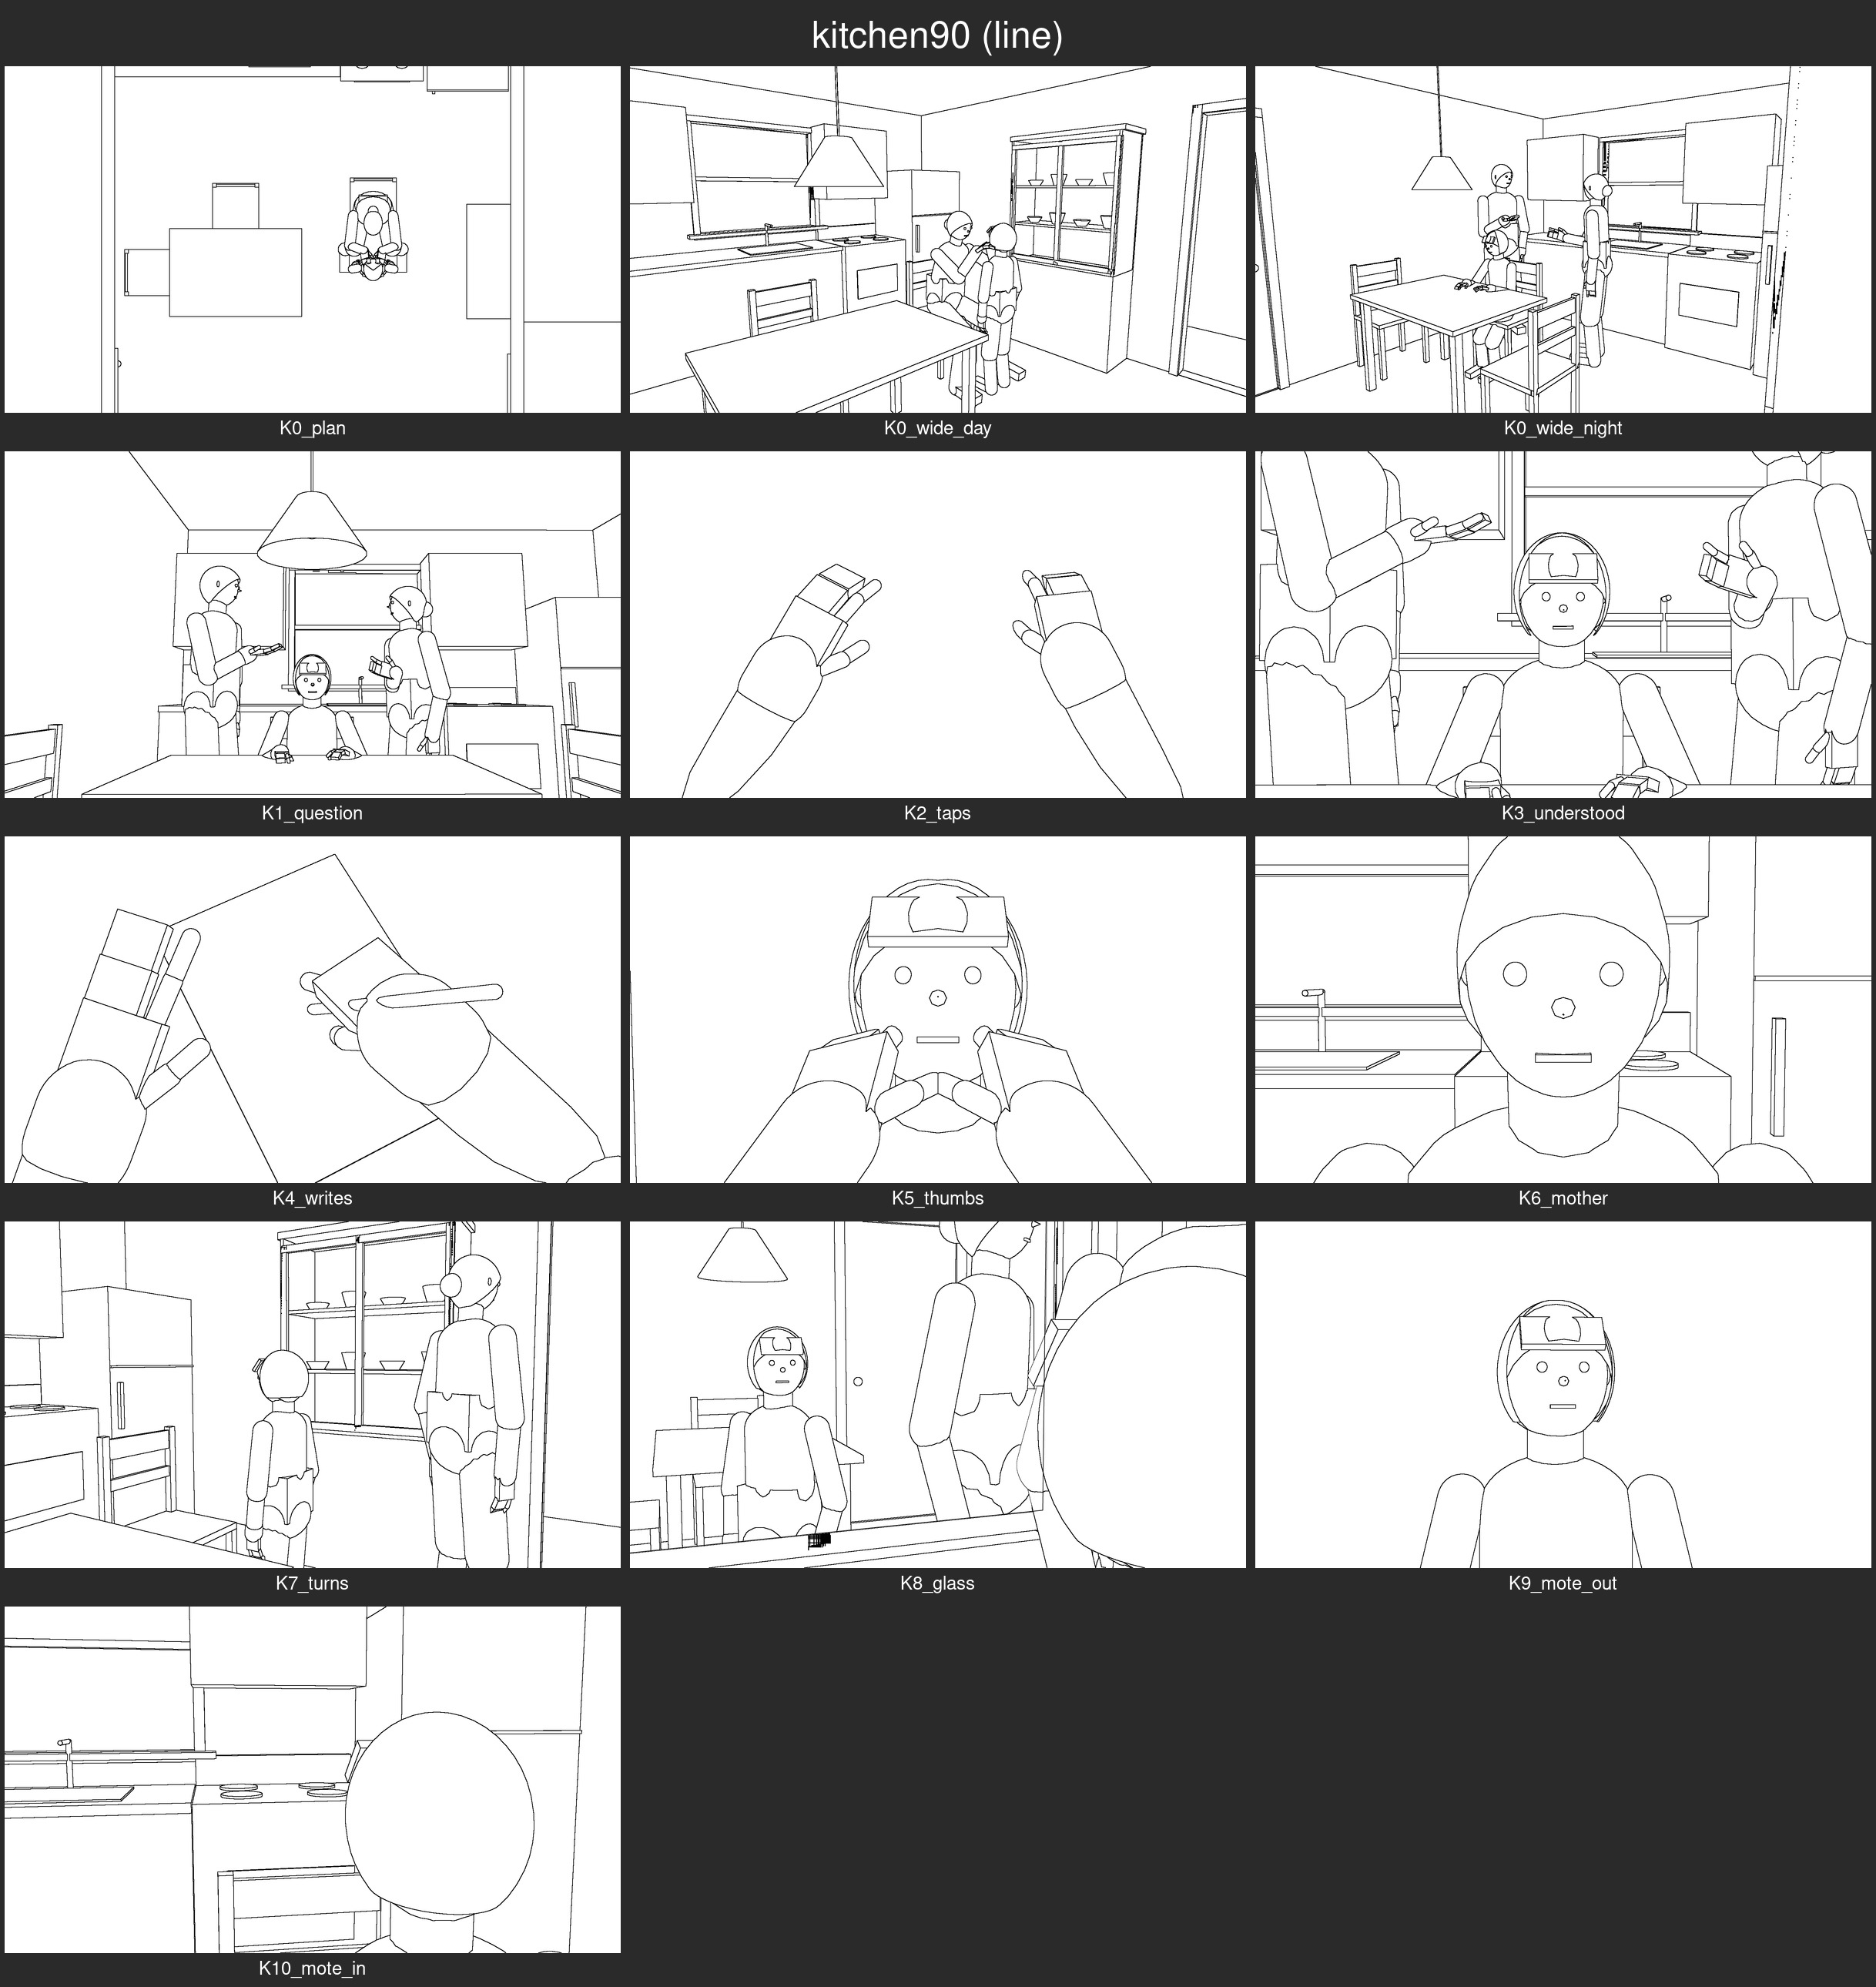 kitchen90 (line)
K0_plan
K0_wide_day
K0_wide_night
K1_question
K2_taps
K3_understood
K4_writes
K5_thumbs
K6_mother
K7_turns
K8_glass
K9_mote_out
K10_mote_in